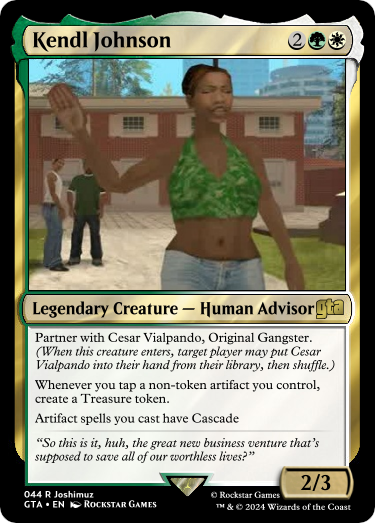 Kendl Johnson 2
Legendary Creature — Human Advisor gta
Partner with Cesar Vialpando, Original Gangster.
(When this creature enters, target player may put Cesar
Vialpando into their hand from their library, then shuffle.)
Whenever you tap a non-token artifact you control,
create a Treasure token.
Artifact spells you cast have Cascade
“So this is it, huh, the great new business venture that’s
supposed to save all of our worthless lives?”
2/3
044 R Joshimuz
GTA • EN Rockstar Games
© Rockstar Games
™ & © 2024 Wizards of the Coast